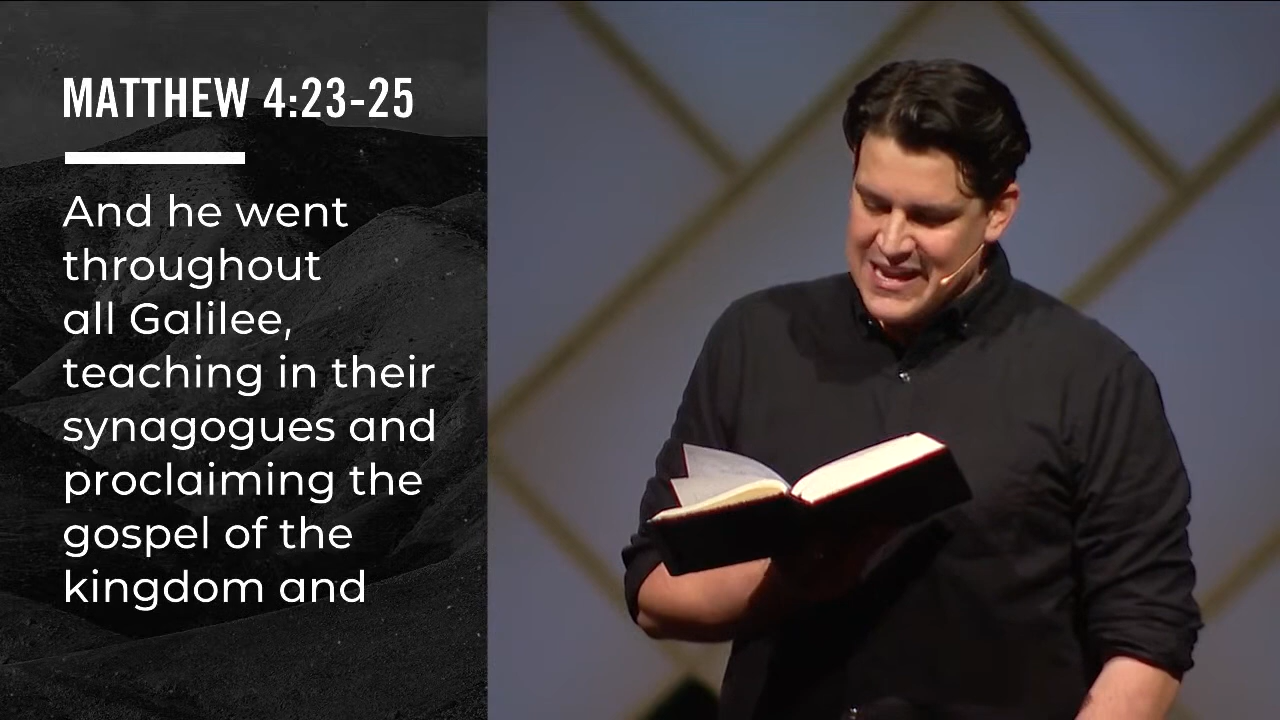 MATTHEW 4:23-25
And he went
throughout
all Galilee,
teaching in their
synagogues and
proclaiming the
gospel of the
kingdom and